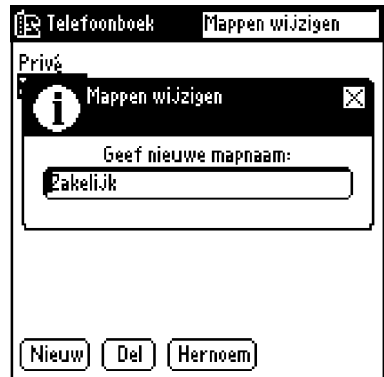 Telefoonboek Mappen wijzigen
Privé
Mappen wijzigen
Geef nieuwe mapnaam:
Zakelijk
Nieuw Del Hernoem